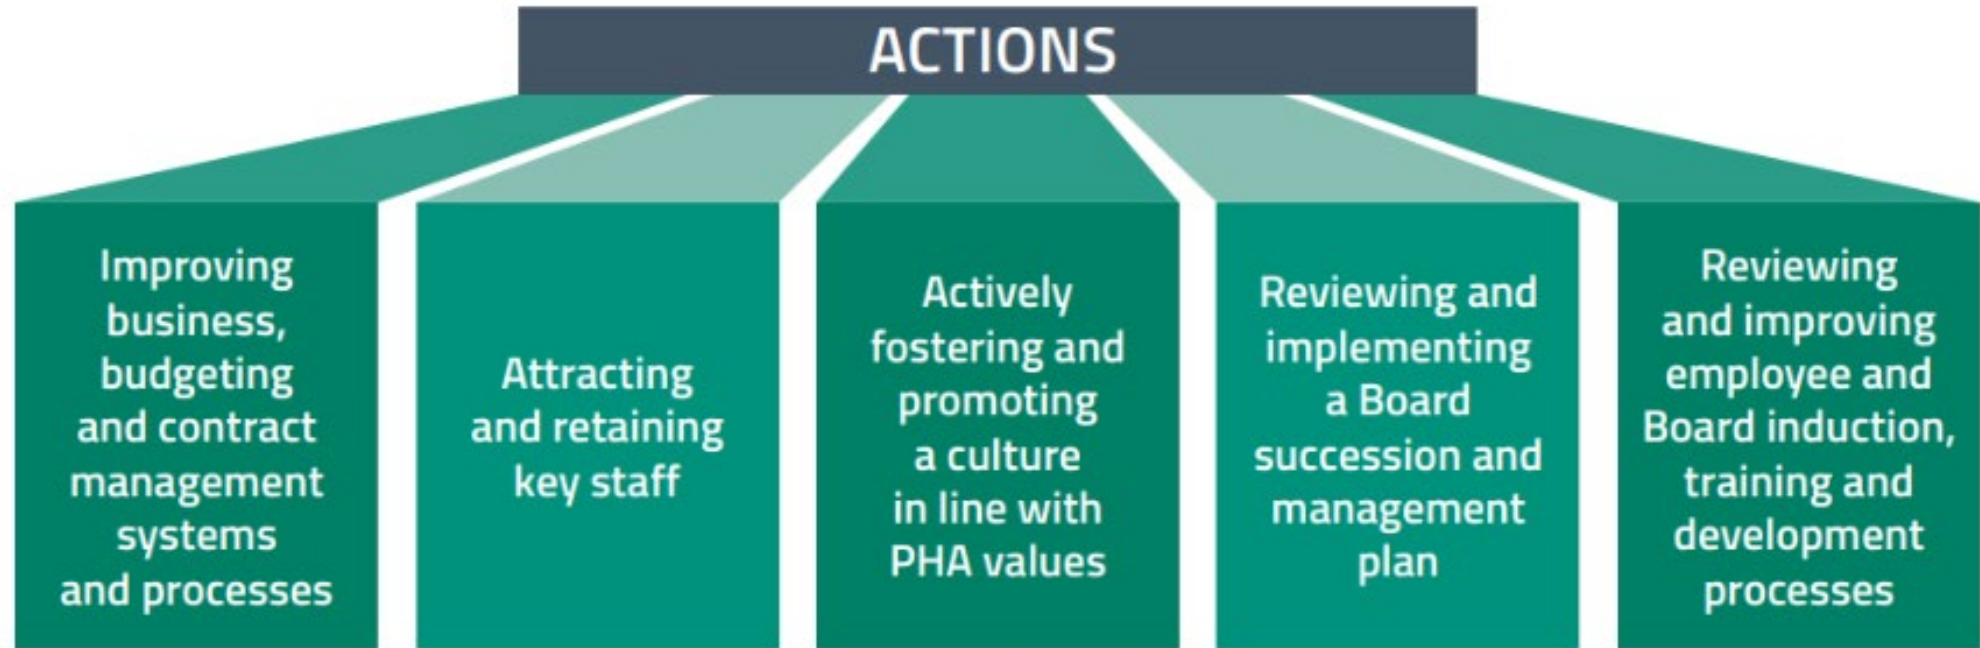 ACTIONS
Improving
business,
budgeting
and contract
management
systems
and processes
Attracting
and retaining
key staff
Actively
fostering and
promoting
a culture
in line with
PHA values
Reviewing and
implementing
a Board
succession and
management
plan
Reviewing
and improving
employee and
Board induction,
training and
development
processes